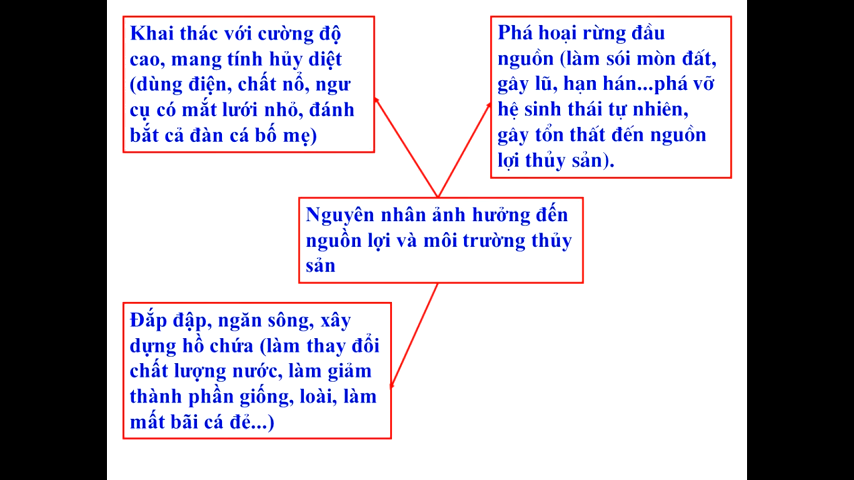 Khai thác với cường độ
cao, mang tính hủy diệt
(dùng điện, chất nổ, ngư
cụ có mắt lưới nhỏ, đánh
bắt cả đàn cá bố mẹ)
Phá hoại rừng đầu
nguồn (làm sói mòn đất,
gây lũ, hạn hán...phá vỡ
hệ sinh thái tự nhiên,
gây tổn thất đến nguồn
lợi thủy sản).
Nguyên nhân ảnh hưởng đến
nguồn lợi và môi trường thủy
sản
Đắp đập, ngăn sông, xây
dựng hồ chứa (làm thay đổi
chất lượng nước, làm giảm
thành phần giống, loài, làm
mất bãi cá đẻ...)